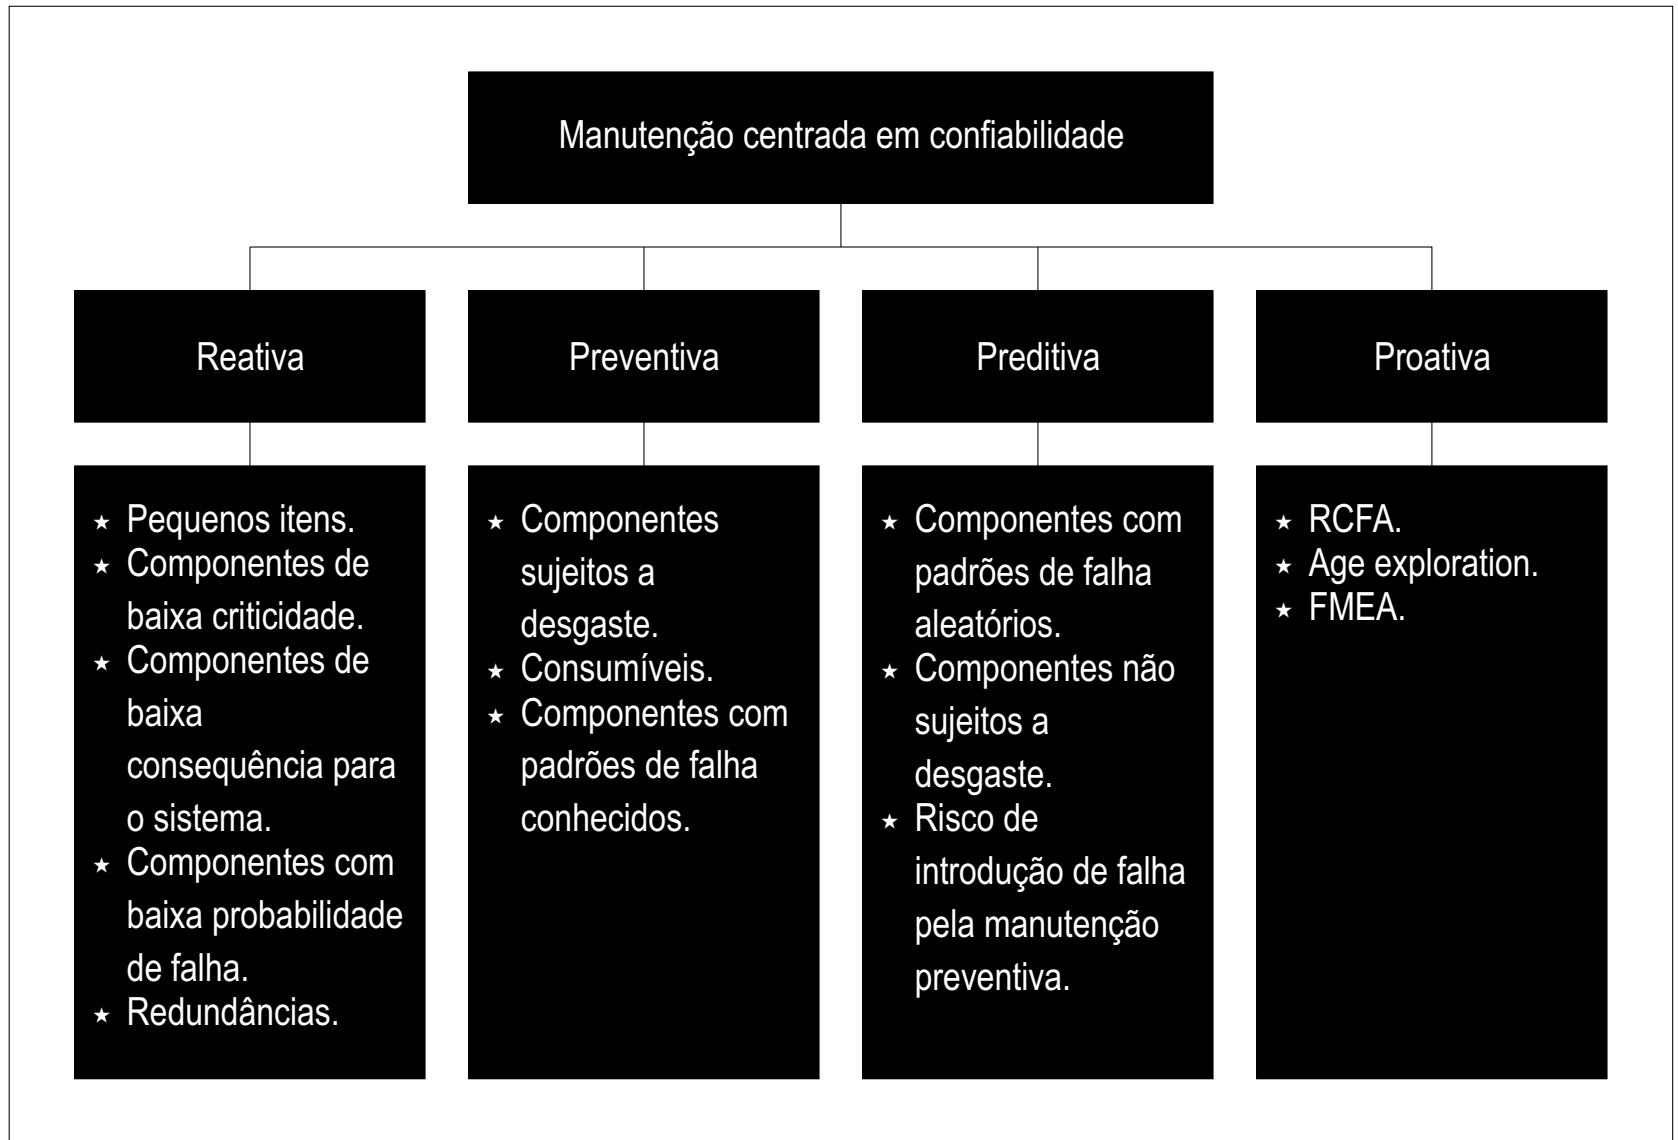 Manutenção centrada em confiabilidade
Reativa
Preventiva
Preditiva
Proativa
★ Pequenos itens.
★ Componentes de
baixa criticidade.
★ Componentes de
baixa
consequência para
o sistema.
★ Componentes com
baixa probabilidade
de falha.
★ Redundâncias.
★ Componentes
sujeitos a
desgaste.
★ Consumíveis.
★ Componentes com
padrões de falha
conhecidos.
★ Componentes com
padrões de falha
aleatórios.
★ Componentes não
sujeitos a
desgaste.
★ Risco de
introdução de falha
pela manutenção
preventiva.
★ RCFA.
★ Age exploration.
★ FMEA.